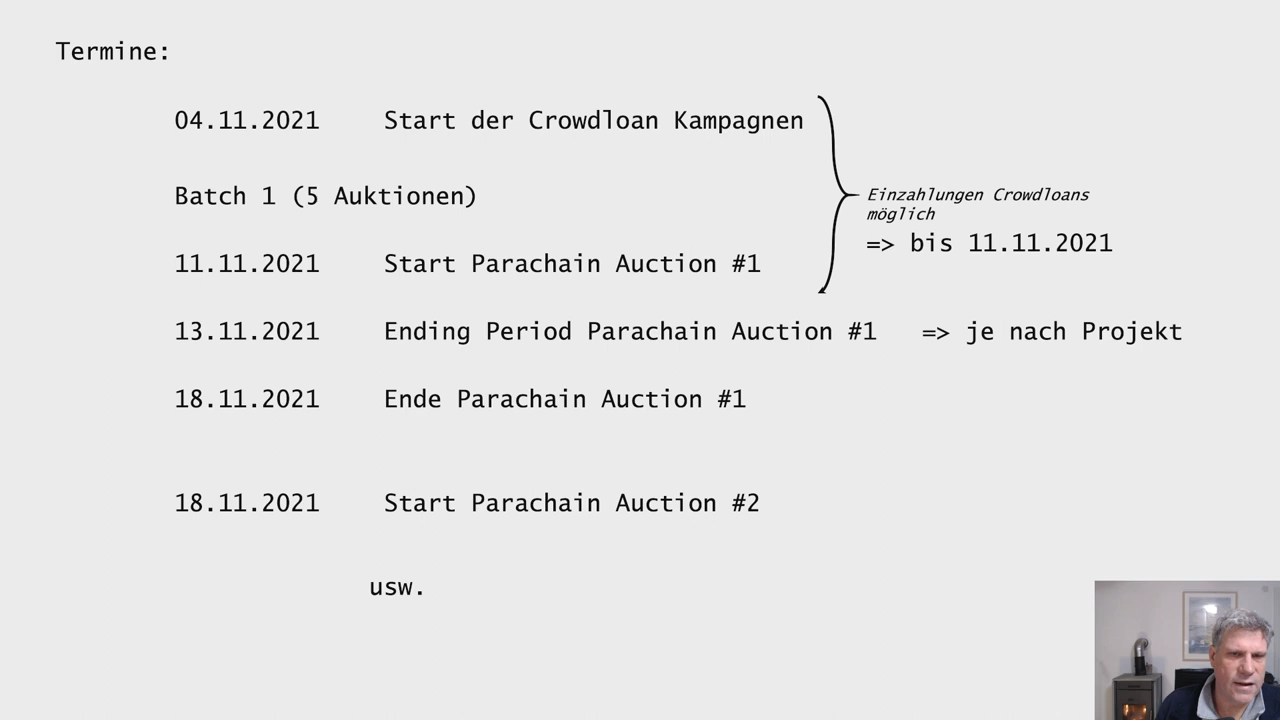 Termine:
04.11.2021 Start der Crowdloan Kampagnen
Batch 1 (5 Auktionen)
Einzahlungen Crowdloans
möglich
=> bis 11.11.2021
11.11.2021 Start Parachain Auction #1
13.11.2021 Ending Period Parachain Auction #1 => je nach Projekt
18.11.2021 Ende Parachain Auction #1
18.11.2021 Start Parachain Auction #2
usw.